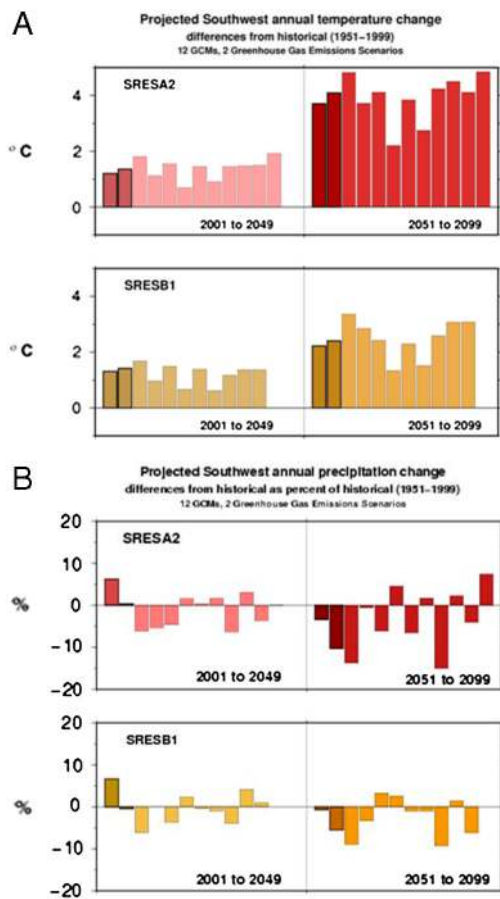 A
Projected Southwest annual temperature change
differences from historical (1951–1999)
12 GCMs, 2 Greenhouse Gas Emissions Scenarios
SRESA2
4
° C
2
0
2001 to 2049
2051 to 2099
SRESB1
4
° C
2
0
2001 to 2049
2051 to 2099
B
Projected Southwest annual precipitation change
differences from historical as percent of historical (1951–1999)
12 GCMs, 2 Greenhouse Gas Emissions Scenarios
20
SRESA2
10
%
0
−10
2001 to 2049
2051 to 2099
−20
20
SRESB1
10
%
0
−10
2001 to 2049
2051 to 2099
−20